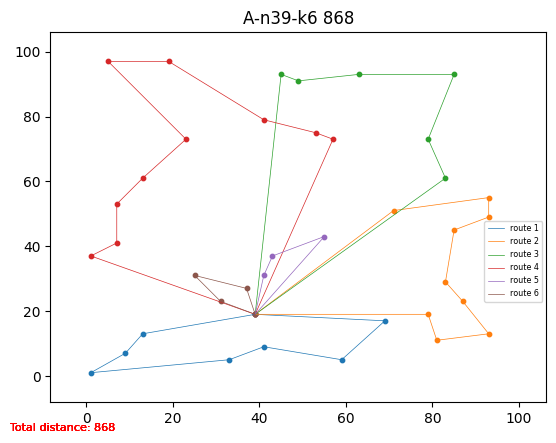 A-n39-k6 868
100
80
60
40
20
0
route 1
route 2
route 3
route 4
route 5
route 6
0 20 40 60 80 100
Total distance: 868